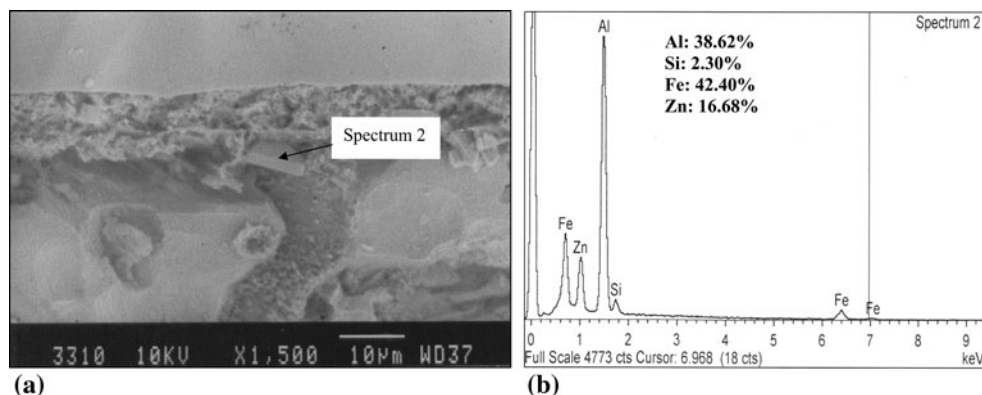 Spectrum 2
3310 10KV X1,500 10µm WD37
(a)
Spectrum 2
Al
Al: 38.62%
Si: 2.30%
Fe: 42.40%
Zn: 16.68%
Fe
Zn
Si
Fe
Fe
0 1 2 3 4 5 6 7 8 9
Full Scale 4773 cts Cursor: 6.968 (18 cts) keV
(b)